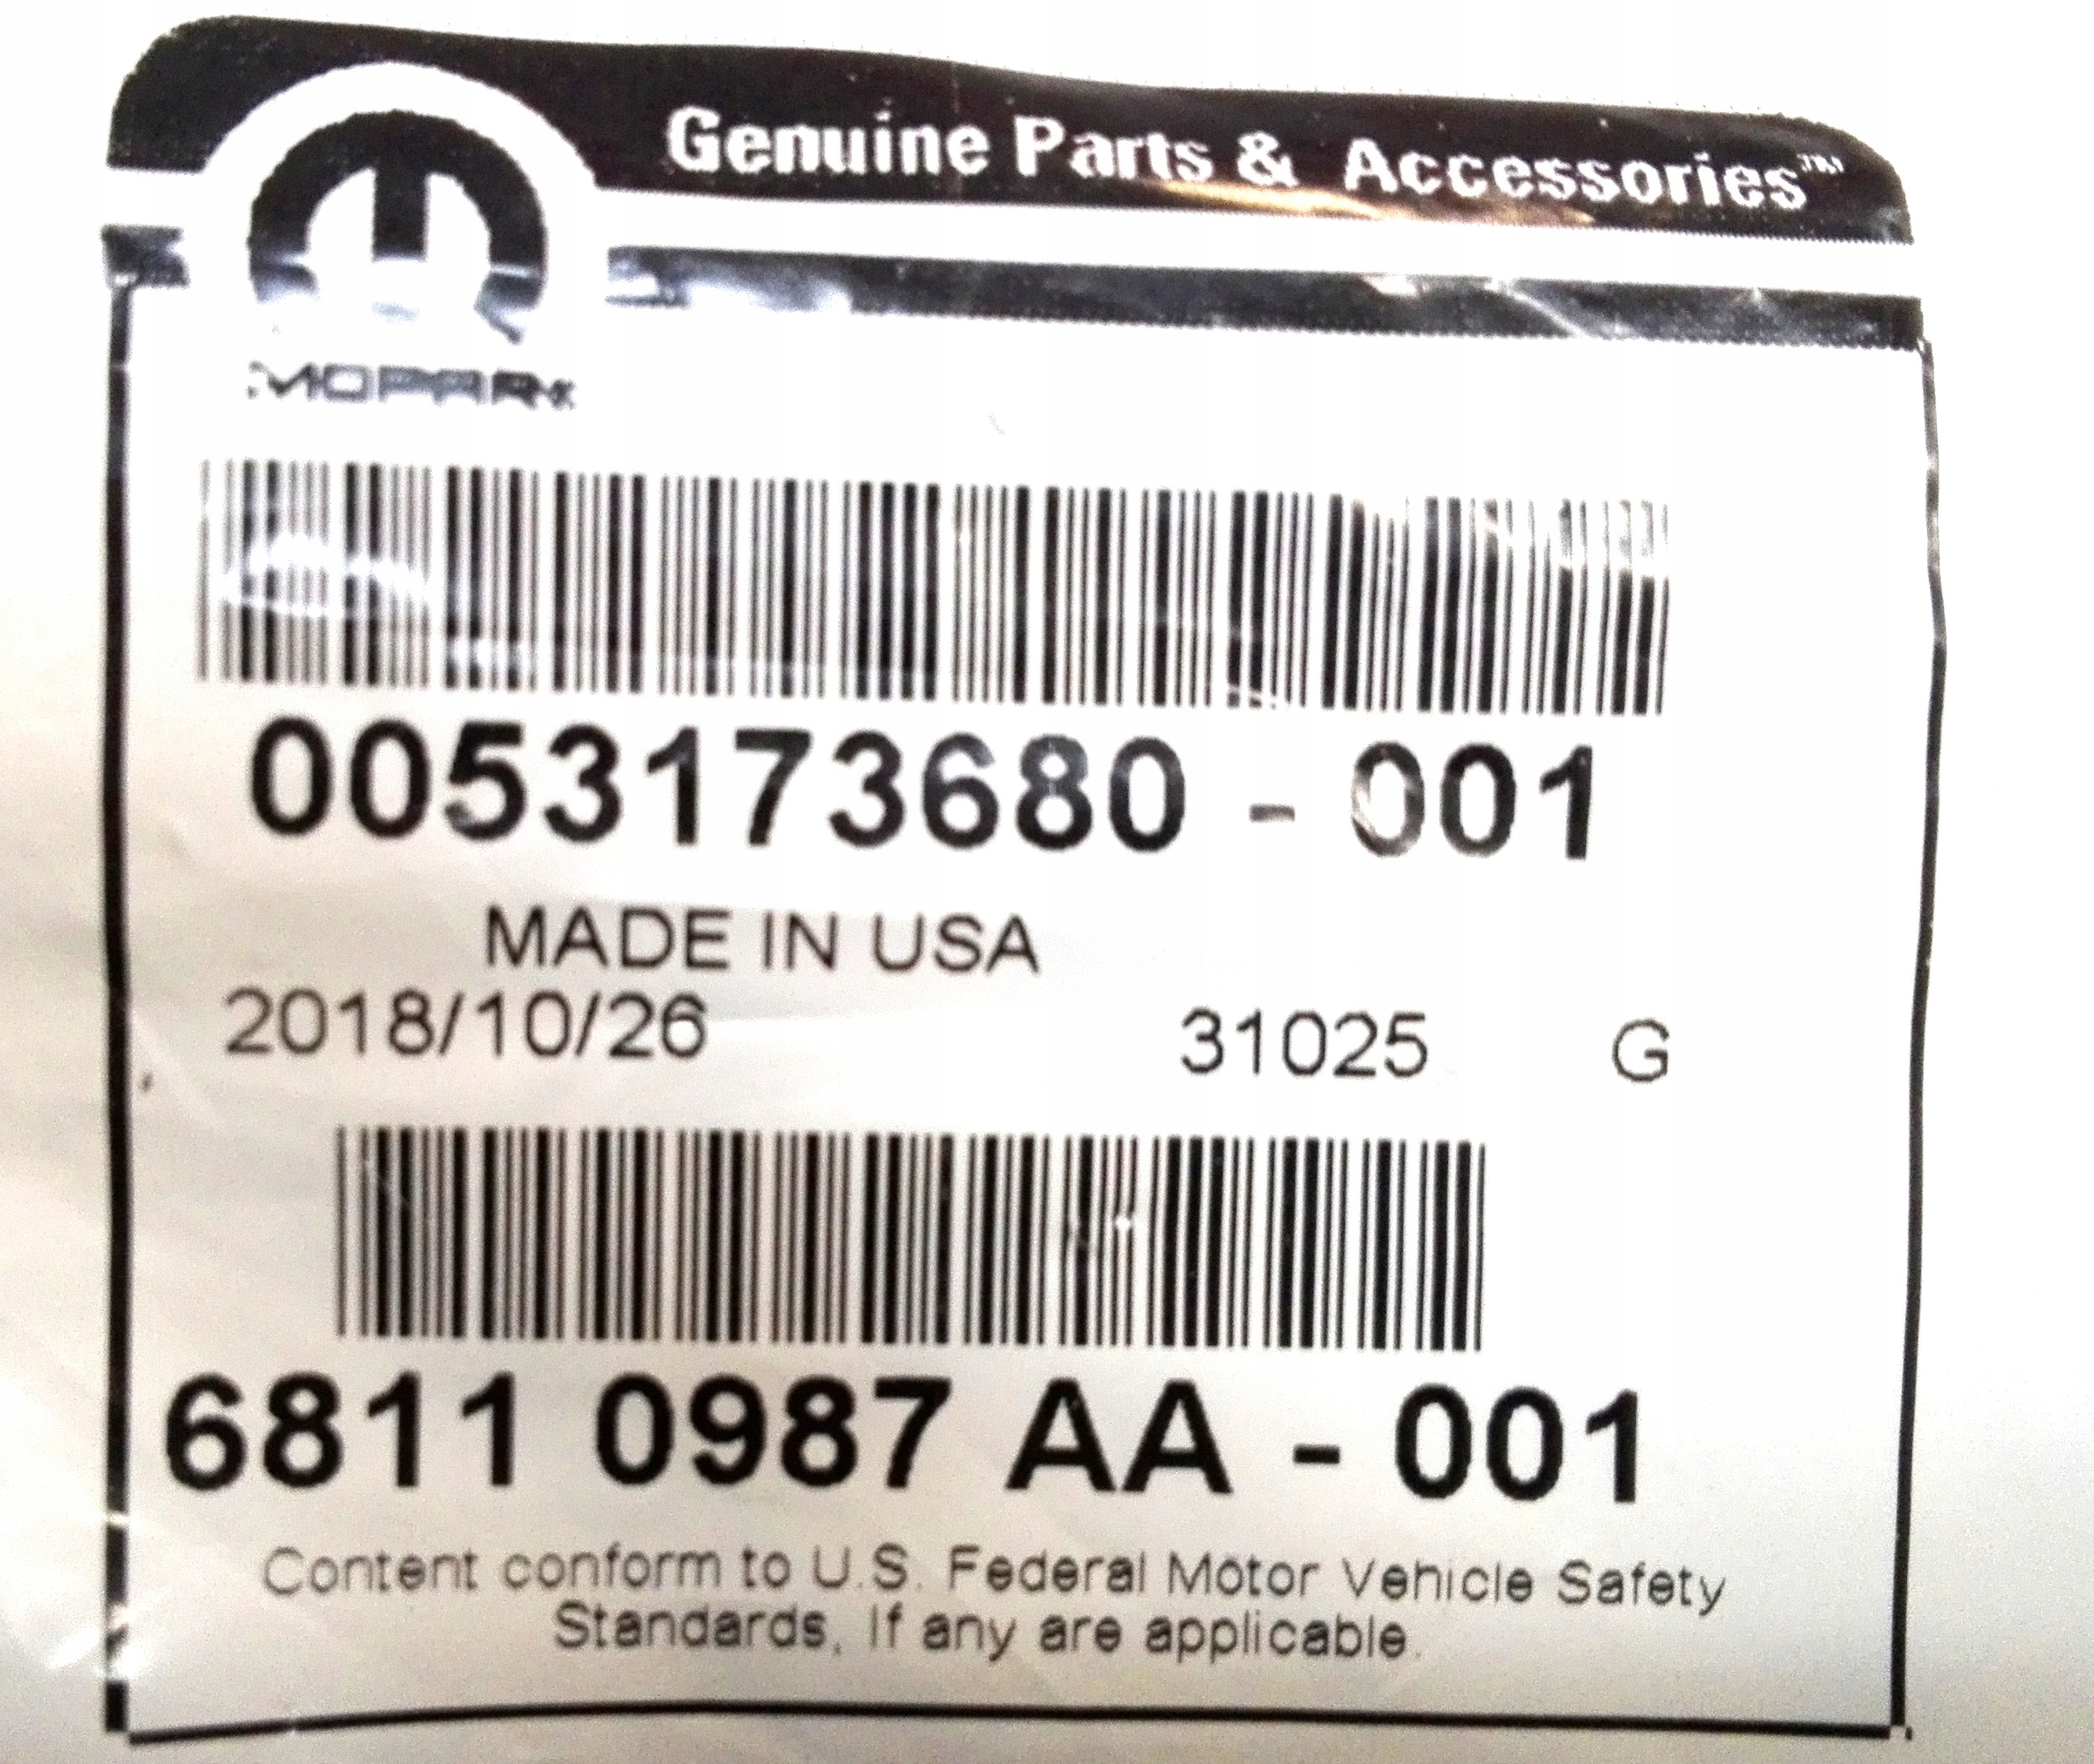 Genuine Parts & Accessories™
MOPAR
0053173680 - 001
MADE IN USA
2018/10/26 31025 G
6811 0987 AA - 001
Content conform to U.S. Federal Motor Vehicle Safety
Standards, If any are applicable.